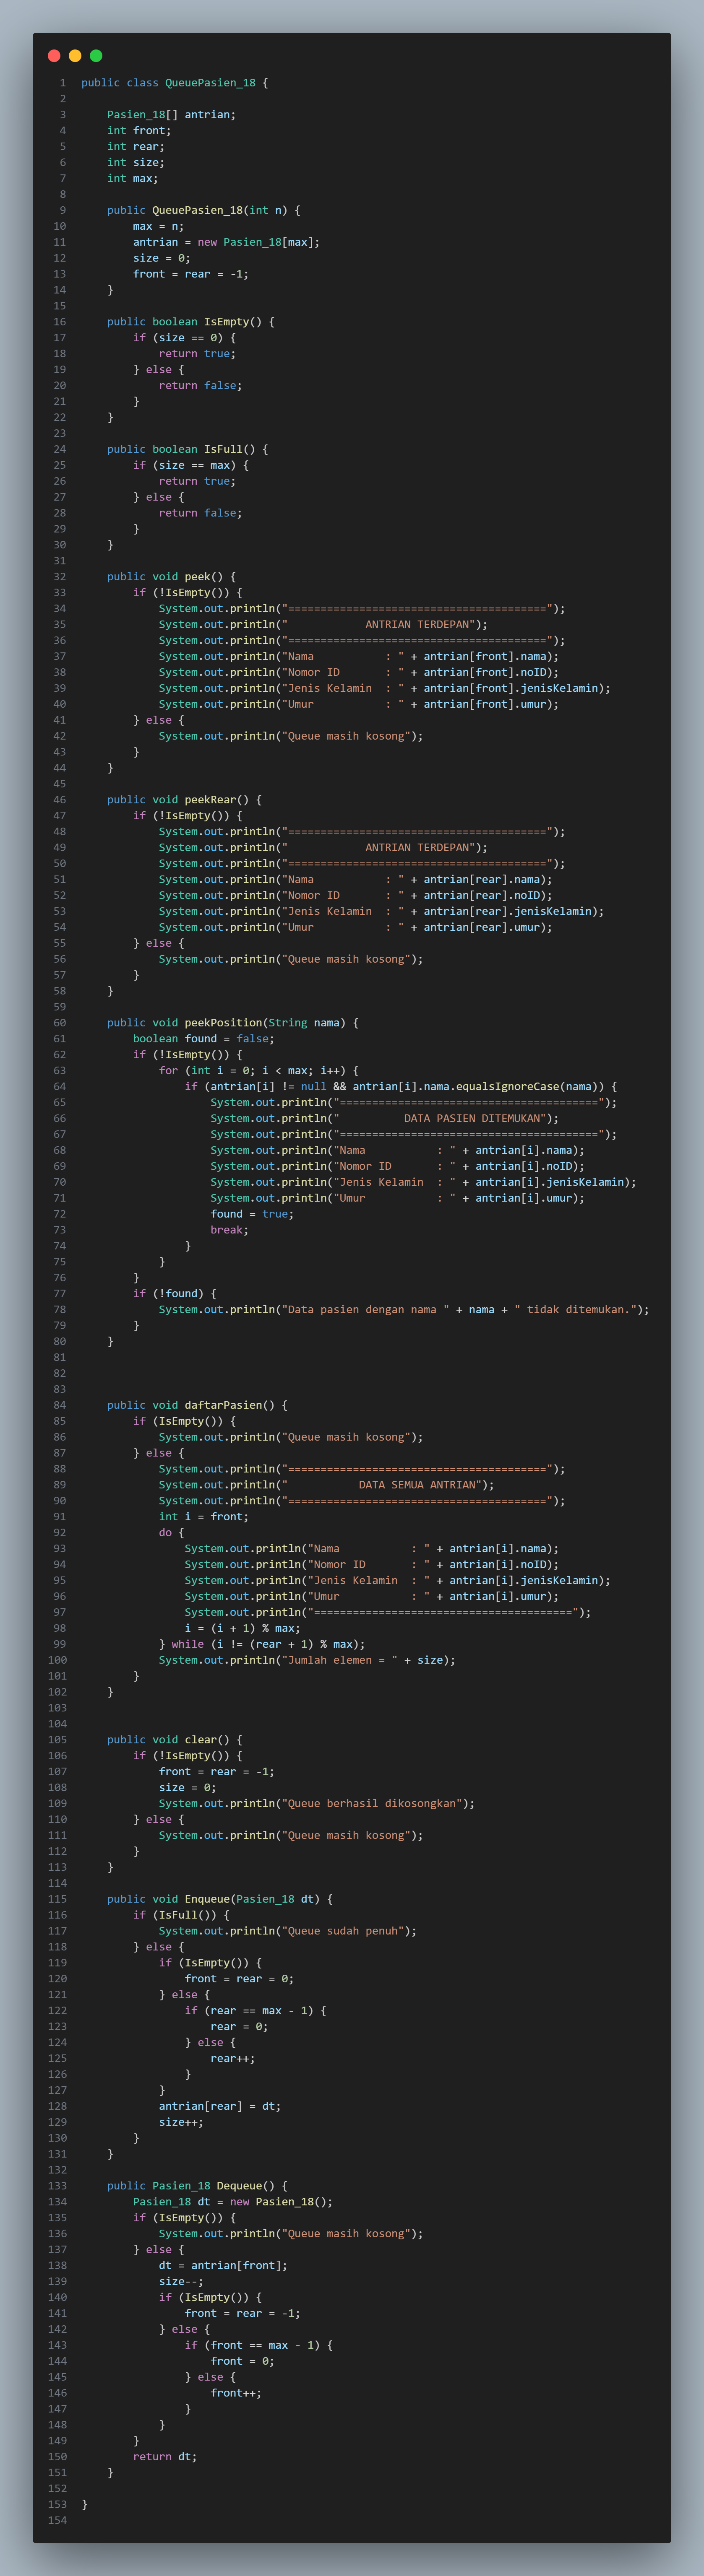 1 public class QueuePasien_18 {
2
3     Pasien_18[] antrian;
4     int front;
5     int rear;
6     int size;
7     int max;
8
9     public QueuePasien_18(int n) {
10         max = n;
11         antrian = new Pasien_18[max];
12         size = 0;
13         front = rear = -1;
14     }
15
16     public boolean IsEmpty() {
17         if (size == 0) {
18             return true;
19         } else {
20             return false;
21         }
22     }
23
24     public boolean IsFull() {
25         if (size == max) {
26             return true;
27         } else {
28             return false;
29         }
30     }
31
32     public void peek() {
33         if (!IsEmpty()) {
34             System.out.println("========================================");
35             System.out.println("            ANTRIAN TERDEPAN");
36             System.out.println("========================================");
37             System.out.println("Nama           : " + antrian[front].nama);
38             System.out.println("Nomor ID       : " + antrian[front].noID);
39             System.out.println("Jenis Kelamin  : " + antrian[front].jenisKelamin);
40             System.out.println("Umur           : " + antrian[front].umur);
41         } else {
42             System.out.println("Queue masih kosong");
43         }
44     }
45
46     public void peekRear() {
47         if (!IsEmpty()) {
48             System.out.println("========================================");
49             System.out.println("            ANTRIAN TERDEPAN");
50             System.out.println("========================================");
51             System.out.println("Nama           : " + antrian[rear].nama);
52             System.out.println("Nomor ID       : " + antrian[rear].noID);
53             System.out.println("Jenis Kelamin  : " + antrian[rear].jenisKelamin);
54             System.out.println("Umur           : " + antrian[rear].umur);
55         } else {
56             System.out.println("Queue masih kosong");
57         }
58     }
59
60     public void peekPosition(String nama) {
61         boolean found = false;
62         if (!IsEmpty()) {
63             for (int i = 0; i < max; i++) {
64                 if (antrian[i] != null && antrian[i].nama.equalsIgnoreCase(nama)) {
65                     System.out.println("========================================");
66                     System.out.println("          DATA PASIEN DITEMUKAN");
67                     System.out.println("========================================");
68                     System.out.println("Nama           : " + antrian[i].nama);
69                     System.out.println("Nomor ID       : " + antrian[i].noID);
70                     System.out.println("Jenis Kelamin  : " + antrian[i].jenisKelamin);
71                     System.out.println("Umur           : " + antrian[i].umur);
72                     found = true;
73                     break;
74                 }
75             }
76         }
77         if (!found) {
78             System.out.println("Data pasien dengan nama " + nama + " tidak ditemukan.");
79         }
80     }
81
82
83
84     public void daftarPasien() {
85         if (IsEmpty()) {
86             System.out.println("Queue masih kosong");
87         } else {
88             System.out.println("========================================");
89             System.out.println("           DATA SEMUA ANTRIAN");
90             System.out.println("========================================");
91             int i = front;
92             do {
93                 System.out.println("Nama           : " + antrian[i].nama);
94                 System.out.println("Nomor ID       : " + antrian[i].noID);
95                 System.out.println("Jenis Kelamin  : " + antrian[i].jenisKelamin);
96                 System.out.println("Umur           : " + antrian[i].umur);
97                 System.out.println("========================================");
98                 i = (i + 1) % max;
99             } while (i != (rear + 1) % max);
100             System.out.println("Jumlah elemen = " + size);
101         }
102     }
103
104
105     public void clear() {
106         if (!IsEmpty()) {
107             front = rear = -1;
108             size = 0;
109             System.out.println("Queue berhasil dikosongkan");
110         } else {
111             System.out.println("Queue masih kosong");
112         }
113     }
114
115     public void Enqueue(Pasien_18 dt) {
116         if (IsFull()) {
117             System.out.println("Queue sudah penuh");
118         } else {
119             if (IsEmpty()) {
120                 front = rear = 0;
121             } else {
122                 if (rear == max - 1) {
123                     rear = 0;
124                 } else {
125                     rear++;
126                 }
127             }
128             antrian[rear] = dt;
129             size++;
130         }
131     }
132
133     public Pasien_18 Dequeue() {
134         Pasien_18 dt = new Pasien_18();
135         if (IsEmpty()) {
136             System.out.println("Queue masih kosong");
137         } else {
138             dt = antrian[front];
139             size--;
140             if (IsEmpty()) {
141                 front = rear = -1;
142             } else {
143                 if (front == max - 1) {
144                     front = 0;
145                 } else {
146                     front++;
147                 }
148             }
149         }
150         return dt;
151     }
152
153 }
154